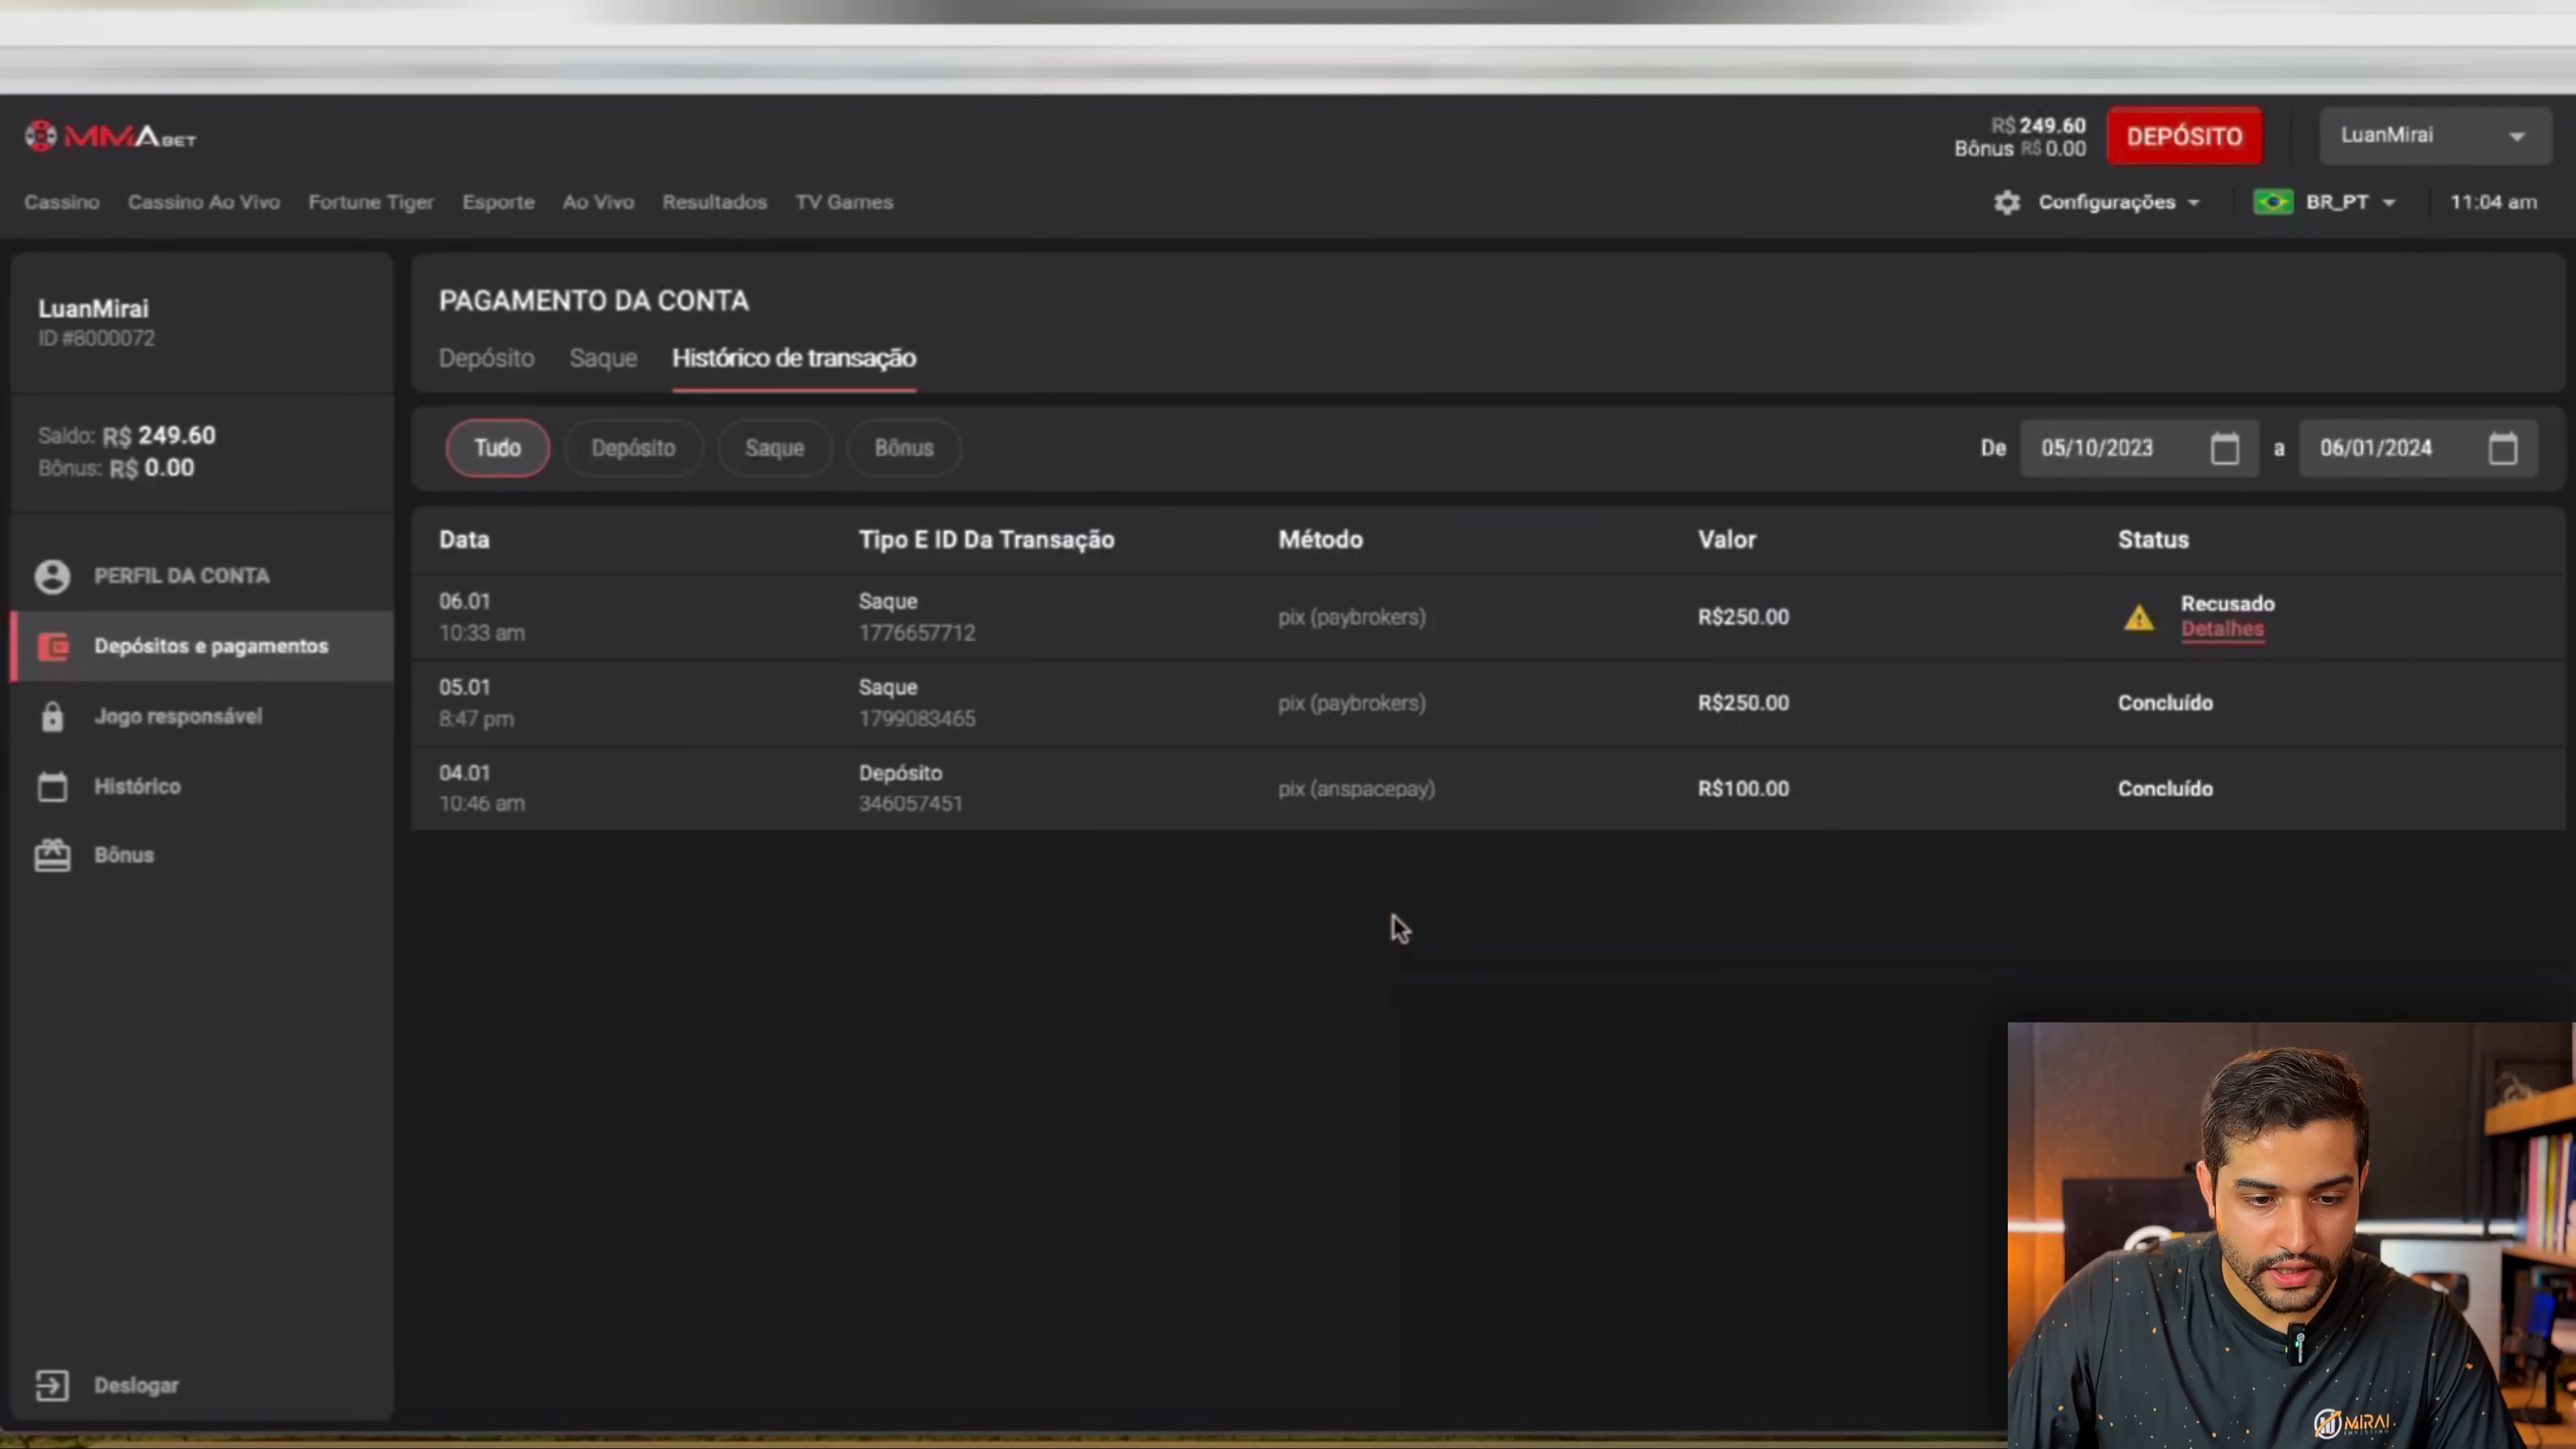 MMABET
R$ 249.60
Bônus R$ 0.00
DEPÓSITO
LuanMirai
Cassino Cassino Ao Vivo Fortune Tiger Esporte Ao Vivo Resultados TV Games
Configurações BR_PT 11:04 am
LuanMirai
ID #8000072
Saldo: R$ 249.60
Bônus: R$ 0.00
PERFIL DA CONTA
Depósitos e pagamentos
Jogo responsável
Histórico
Bônus
Deslogar
PAGAMENTO DA CONTA
Depósito Saque Histórico de transação
Tudo Depósito Saque Bônus De 05/10/2023 a 06/01/2024
Data Tipo E ID Da Transação Método Valor Status
06.01 Saque pix (paybrokers) R$250.00 Recusado
10:33 am 1776657712 Detalhes
05.01 Saque pix (paybrokers) R$250.00 Concluído
8:47 pm 1799083465
04.01 Depósito pix (anspacepay) R$100.00 Concluído
10:46 am 346057451
MIRAI
INVESTING